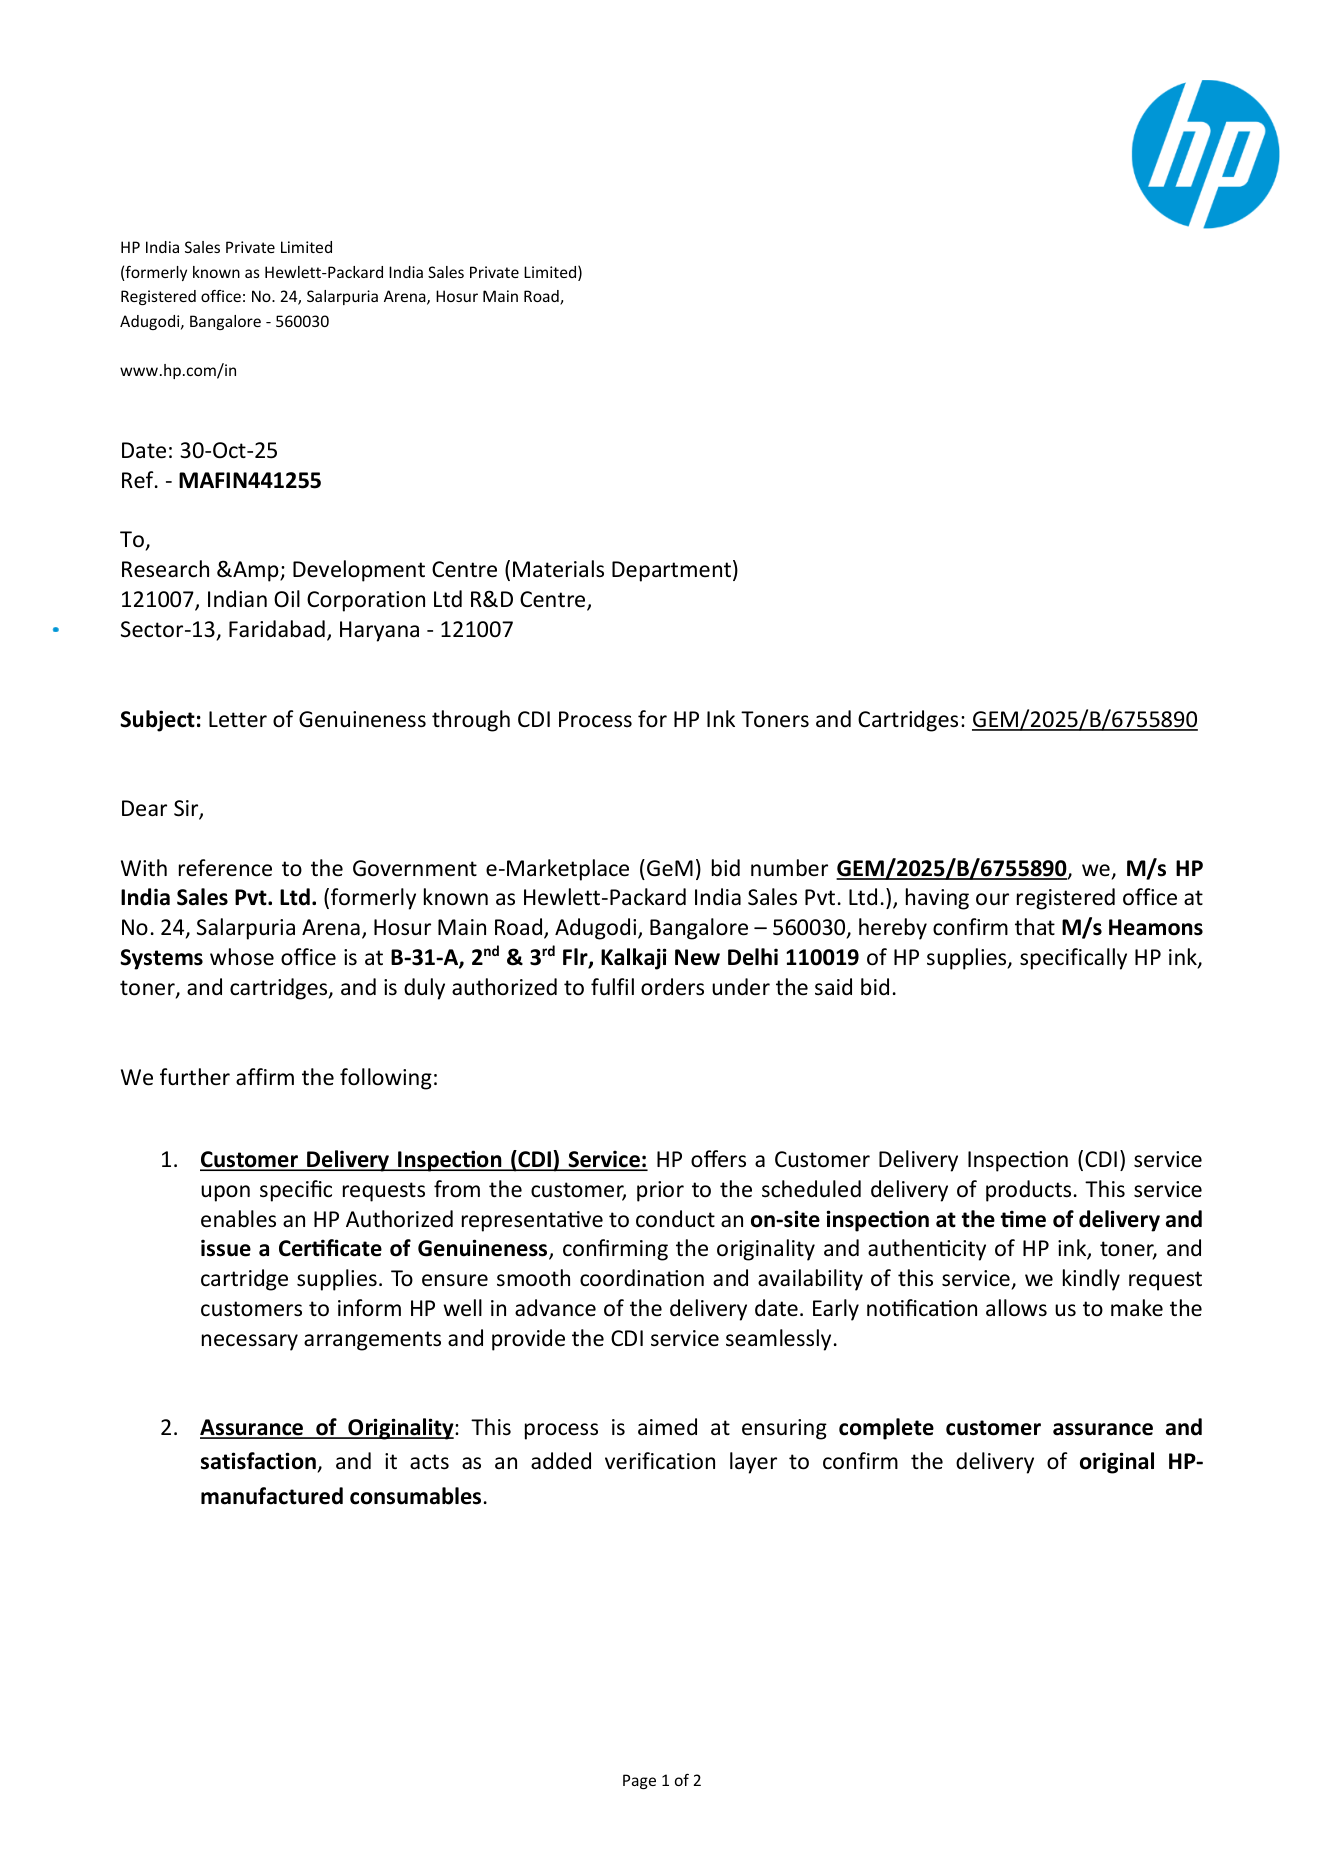 hp
HP India Sales Private Limited
(formerly known as Hewlett-Packard India Sales Private Limited)
Registered office: No. 24, Salarpuria Arena, Hosur Main Road,
Adugodi, Bangalore - 560030
www.hp.com/in
Date: 30-Oct-25
Ref. - MAFIN441255
To,
Research &Amp; Development Centre (Materials Department)
121007, Indian Oil Corporation Ltd R&D Centre,
Sector-13, Faridabad, Haryana - 121007
Subject: Letter of Genuineness through CDI Process for HP Ink Toners and Cartridges: GEM/2025/B/6755890
Dear Sir,
With reference to the Government e-Marketplace (GeM) bid number GEM/2025/B/6755890, we, M/s HP
India Sales Pvt. Ltd. (formerly known as Hewlett-Packard India Sales Pvt. Ltd.), having our registered office at
No. 24, Salarpuria Arena, Hosur Main Road, Adugodi, Bangalore – 560030, hereby confirm that M/s Heamons
Systems whose office is at B-31-A, 2nd & 3rd Flr, Kalkaji New Delhi 110019 of HP supplies, specifically HP ink,
toner, and cartridges, and is duly authorized to fulfil orders under the said bid.
We further affirm the following:
1. Customer Delivery Inspection (CDI) Service: HP offers a Customer Delivery Inspection (CDI) service
upon specific requests from the customer, prior to the scheduled delivery of products. This service
enables an HP Authorized representative to conduct an on-site inspection at the time of delivery and
issue a Certificate of Genuineness, confirming the originality and authenticity of HP ink, toner, and
cartridge supplies. To ensure smooth coordination and availability of this service, we kindly request
customers to inform HP well in advance of the delivery date. Early notification allows us to make the
necessary arrangements and provide the CDI service seamlessly.
2. Assurance of Originality: This process is aimed at ensuring complete customer assurance and
satisfaction, and it acts as an added verification layer to confirm the delivery of original HP-
manufactured consumables.
Page 1 of 2